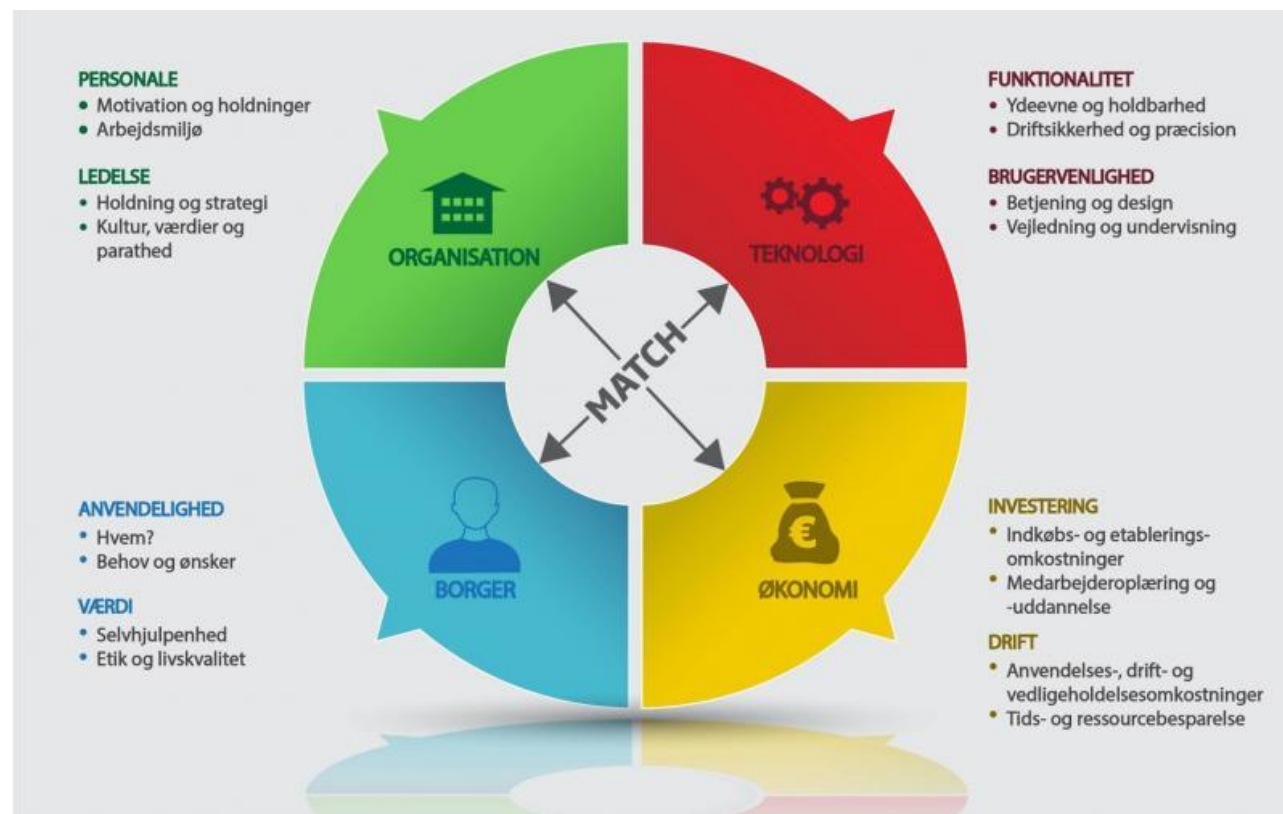 PERSONALE
• Motivation og holdninger
• Arbejdsmiljø
LEDELSE
• Holdning og strategi
• Kultur, værdier og
parathed
ORGANISATION
FUNKTIONALITET
• Ydeevne og holdbarhed
• Driftsikkerhed og præcision
BRUGERVENLIGHED
• Betjening og design
• Vejledning og undervisning
TEKNOLOGI
MATCH
ANVENDELIGHED
• Hvem?
• Behov og ønsker
VÆRDI
• Selvhjulpenhed
• Etik og livskvalitet
BORGER
€
ØKONOMI
INVESTERING
• Indkøbs- og etablerings-
omkostninger
• Medarbejderoplæring og
-uddannelse
DRIFT
• Anvendelses-, drift- og
vedligeholdelsesomkostninger
• Tids- og ressourcebesparelse